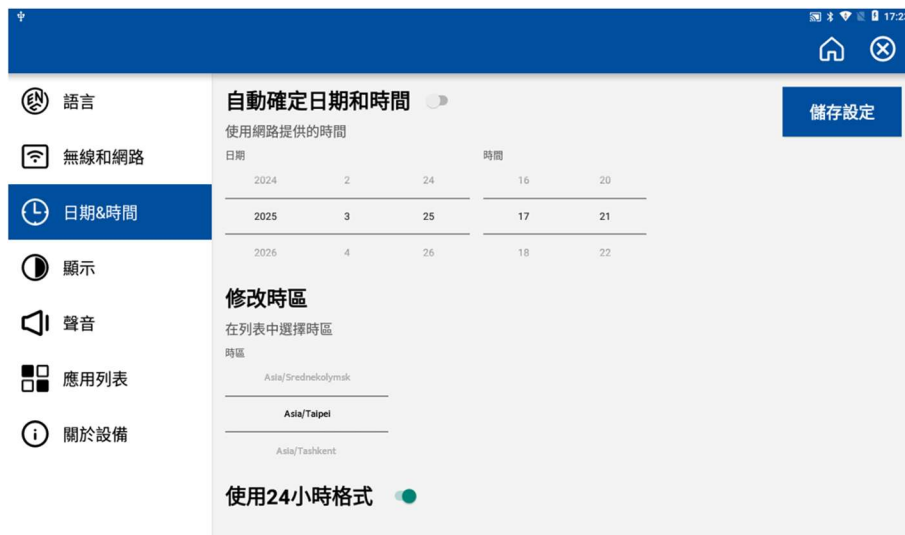 17:2
語言
無線和網路
日期&時間
顯示
聲音
應用列表
關於設備
自動確定日期和時間
儲存設定
使用網路提供的時間
日期 時間
2024 2 24 16 20
2025 3 25 17 21
2026 4 26 18 22
修改時區
在列表中選擇時區
時區
Asia/Srednekolymsk
Asia/Taipei
Asia/Tashkent
使用24小時格式